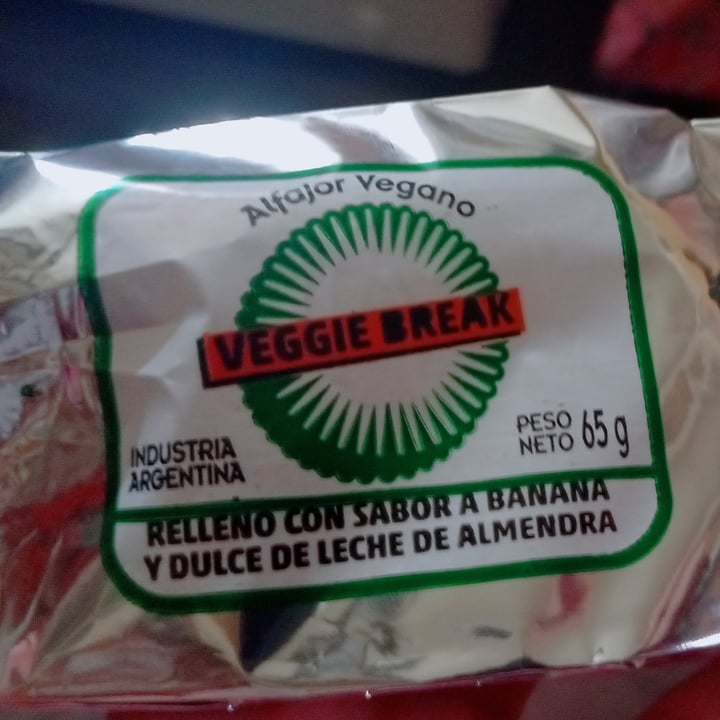 Alfajor Vegano
VEGGIE BREAK
INDUSTRIA
ARGENTINA
PESO
NETO 65 g
RELLENO CON SABOR A BANANA
Y DULCE DE LECHE DE ALMENDRA